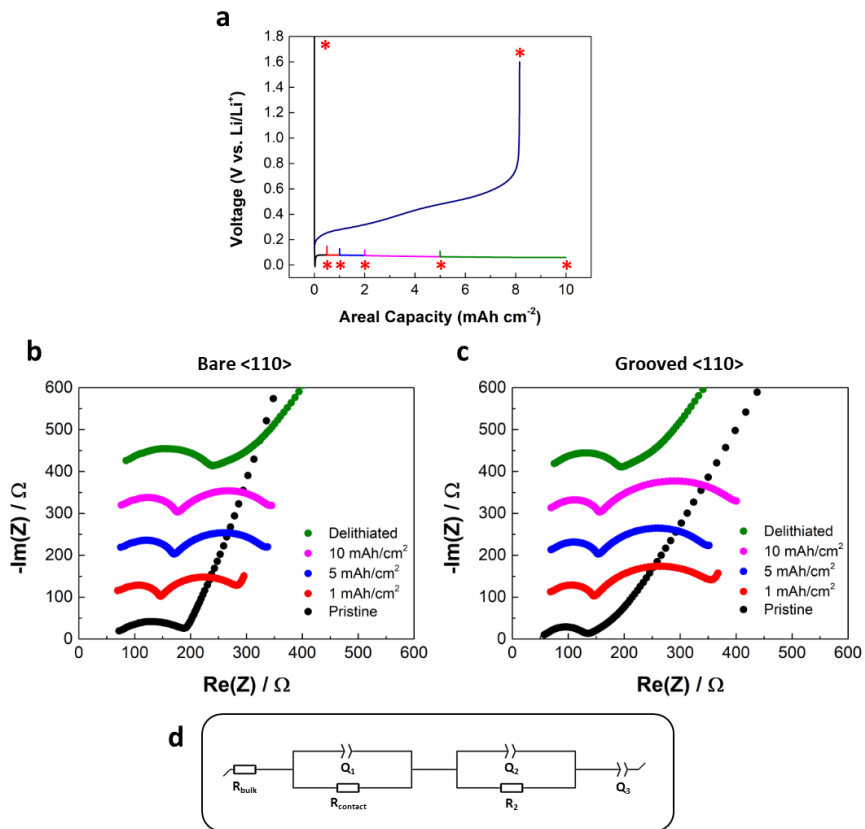 a
1.8
1.6
1.4
1.2
1.0
0.8
0.6
0.4
0.2
0.0
Voltage (V vs. Li/Li⁺)
0 2 4 6 8 10
Areal Capacity (mAh cm⁻²)
b
Bare <110>
600
500
400
300
200
100
0
-Im(Z) / Ω
Delithiated
10 mAh/cm²
5 mAh/cm²
1 mAh/cm²
Pristine
0 100 200 300 400 500 600
Re(Z) / Ω
c
Grooved <110>
600
500
400
300
200
100
0
-Im(Z) / Ω
Delithiated
10 mAh/cm²
5 mAh/cm²
1 mAh/cm²
Pristine
0 100 200 300 400 500 600
Re(Z) / Ω
d
R_bulk
Q₁
R_contact
Q₂
R₂
Q₃